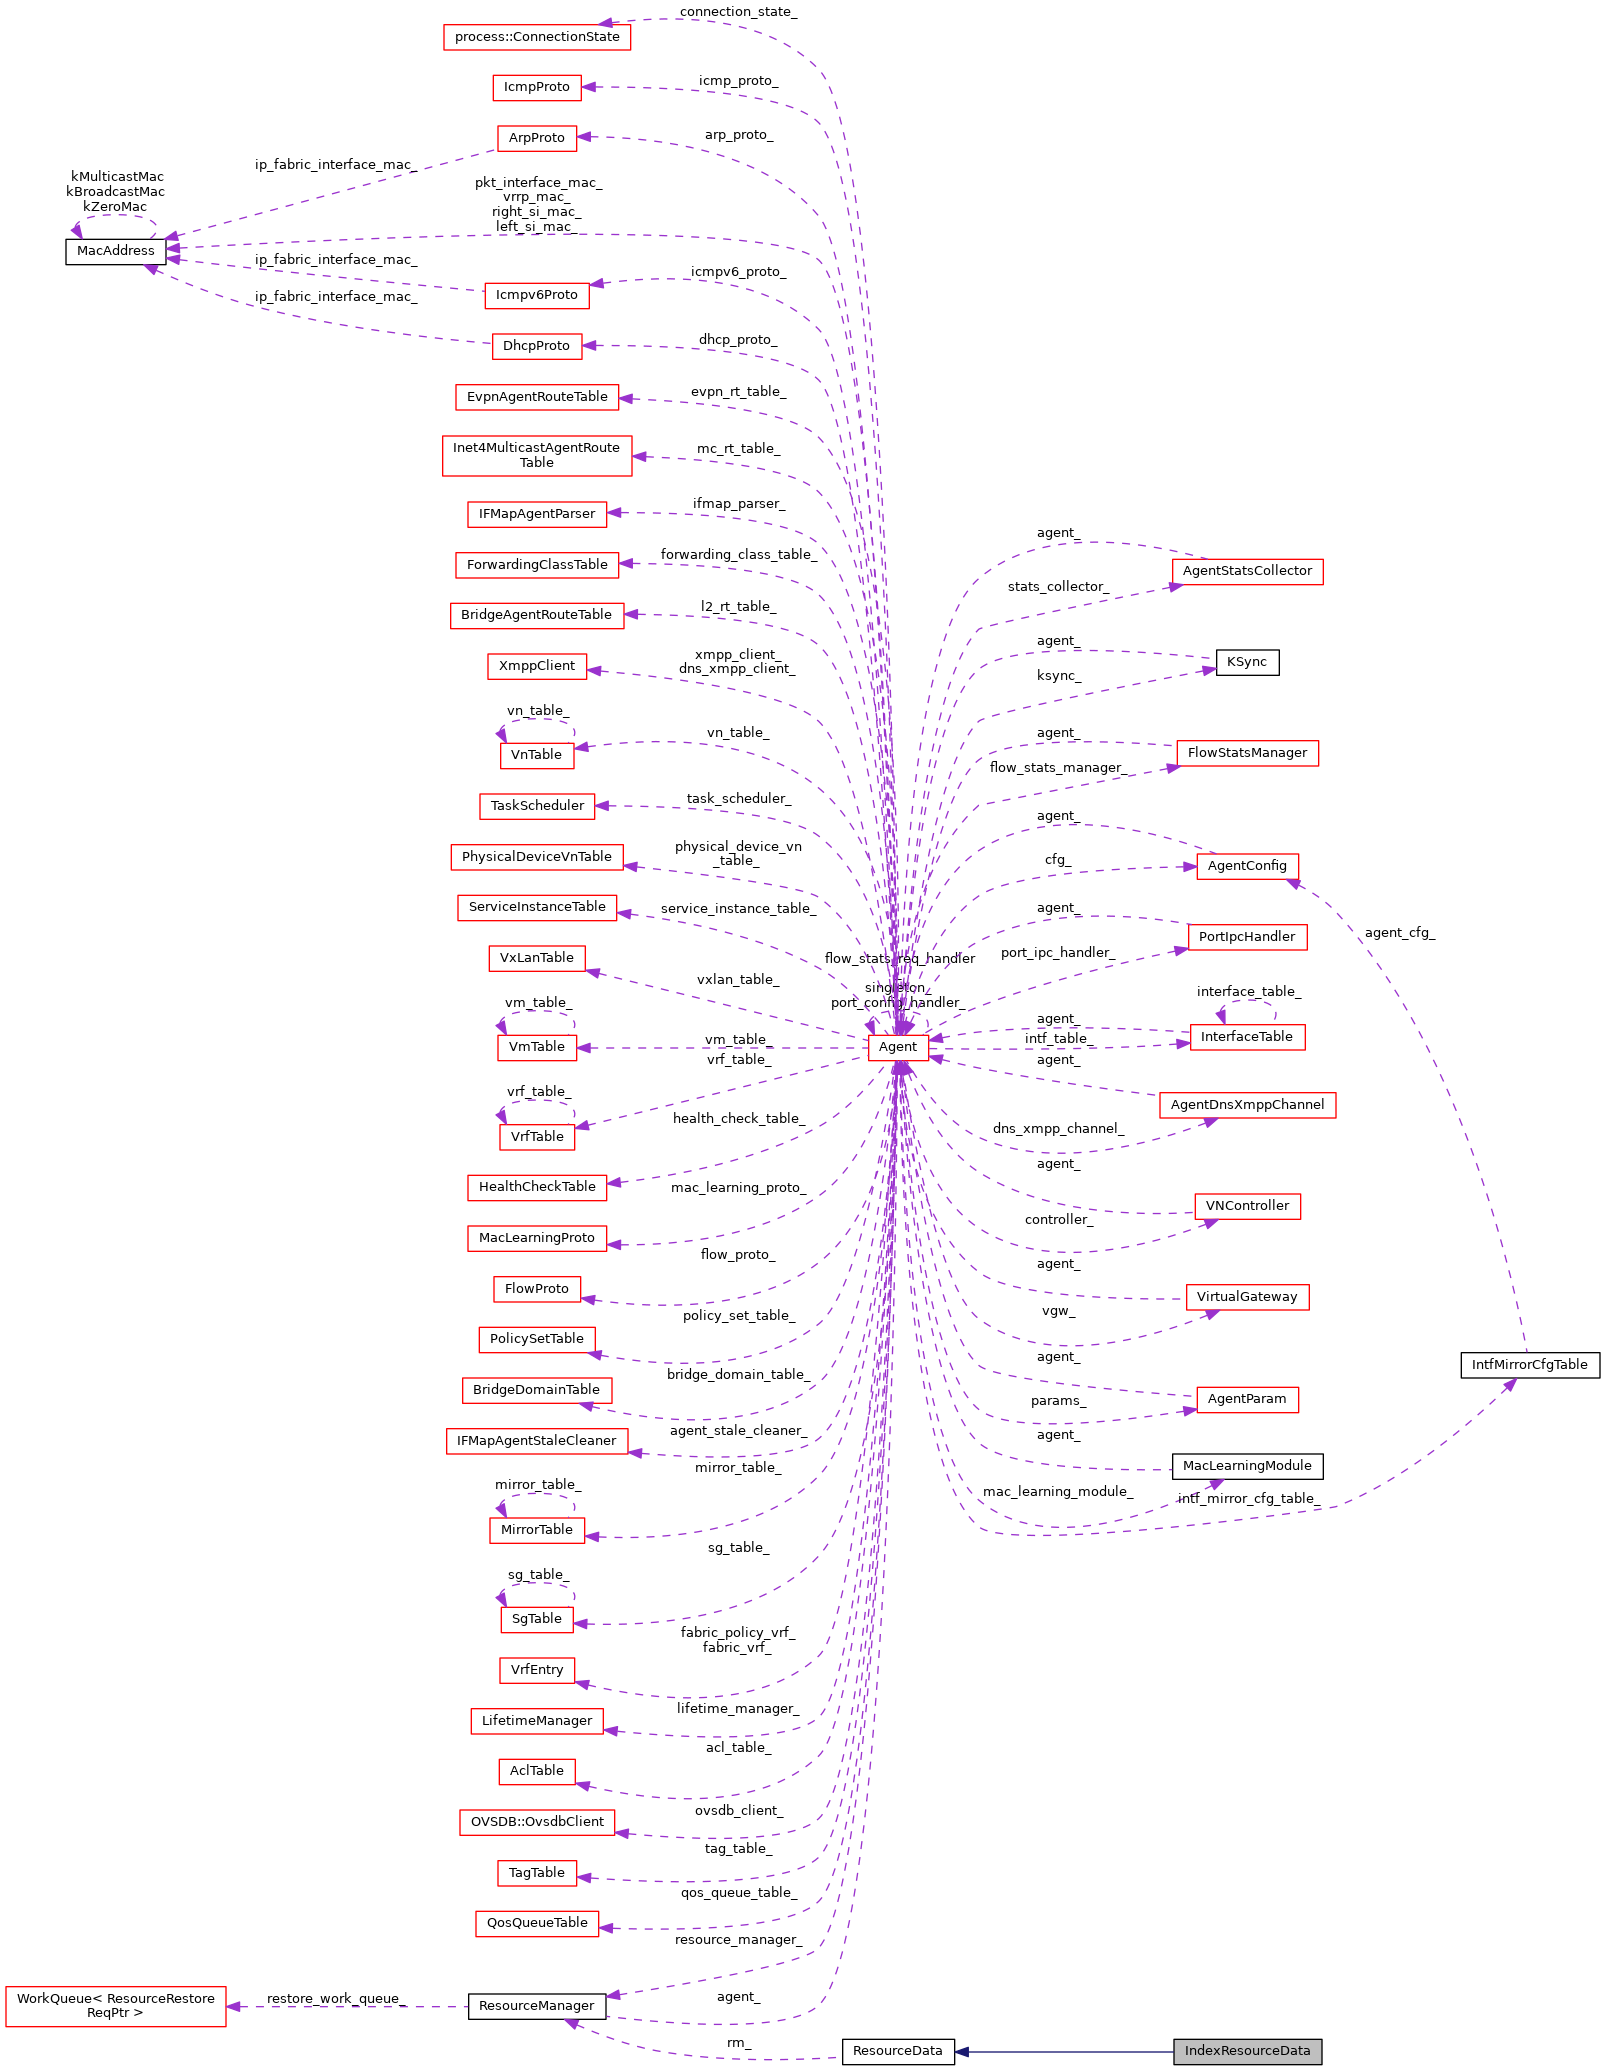 connection_state_
process::ConnectionState
icmp_proto_
IcmpProto
arp_proto_
ArpProto
ip_fabric_interface_mac_
kMulticastMac
kBroadcastMac
kZeroMac
pkt_interface_mac_
vrrp_mac_
right_si_mac_
left_si_mac_
MacAddress
ip_fabric_interface_mac_
icmpv6_proto_
Icmpv6Proto
ip_fabric_interface_mac_
dhcp_proto_
DhcpProto
evpn_rt_table_
EvpnAgentRouteTable
mc_rt_table_
Inet4MulticastAgentRoute
Table
ifmap_parser_
IFMapAgentParser
agent_
forwarding_class_table_
ForwardingClassTable
AgentStatsCollector
stats_collector_
l2_rt_table_
BridgeAgentRouteTable
agent_
xmpp_client_
dns_xmpp_client_
XmppClient
KSync
ksync_
vn_table_
vn_table_
VnTable
agent_
FlowStatsManager
flow_stats_manager_
task_scheduler_
TaskScheduler
agent_
physical_device_vn
_table_
PhysicalDeviceVnTable
cfg_
AgentConfig
service_instance_table_
ServiceInstanceTable
agent_
PortIpcHandler
agent_cfg_
port_ipc_handler_
VxLanTable
vxlan_table_
flow_stats_req_handler
_
singleton_
port_config_handler_
interface_table_
vm_table_
agent_
InterfaceTable
intf_table_
VmTable
vm_table_
Agent
vrf_table_
agent_
vrf_table_
VrfTable
AgentDnsXmppChannel
health_check_table_
dns_xmpp_channel_
HealthCheckTable
agent_
mac_learning_proto_
VNController
controller_
MacLearningProto
flow_proto_
agent_
FlowProto
VirtualGateway
vgw_
policy_set_table_
PolicySetTable
agent_
IntfMirrorCfgTable
bridge_domain_table_
BridgeDomainTable
AgentParam
params_
agent_stale_cleaner_
IFMapAgentStaleCleaner
agent_
mirror_table_
MacLearningModule
mirror_table_
mac_learning_module_
intf_mirror_cfg_table_
MirrorTable
sg_table_
sg_table_
SgTable
fabric_policy_vrf_
fabric_vrf_
VrfEntry
lifetime_manager_
LifetimeManager
acl_table_
AclTable
ovsdb_client_
OVSDB::OvsdbClient
tag_table_
TagTable
qos_queue_table_
QosQueueTable
resource_manager_
WorkQueue< ResourceRestore
ReqPtr >
restore_work_queue_
ResourceManager
agent_
rm_
ResourceData
IndexResourceData